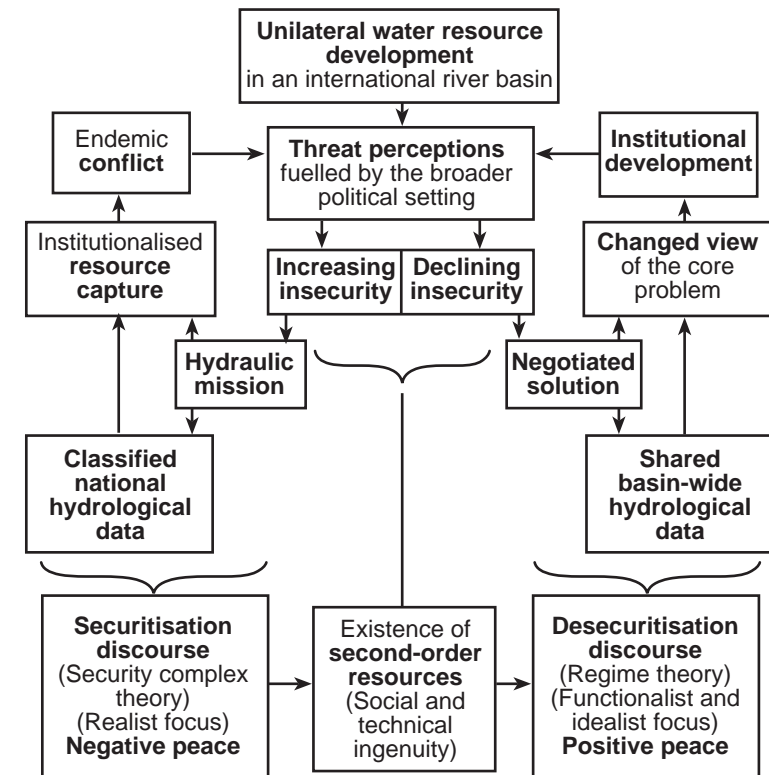 Unilateral water resource
development
in an international river basin
Endemic
conflict
Threat perceptions
fuelled by the broader
political setting
Institutional
development
Institutionalised
resource
capture
Increasing
insecurity
Declining
insecurity
Changed view
of the core
problem
Hydraulic
mission
Negotiated
solution
Classified
national
hydrological
data
Shared
basin-wide
hydrological
data
Securitisation
discourse
(Security complex
theory)
(Realist focus)
Negative peace
Existence of
second-order
resources
(Social and
technical
ingenuity)
Desecuritisation
discourse
(Regime theory)
(Functionalist and
idealist focus)
Positive peace